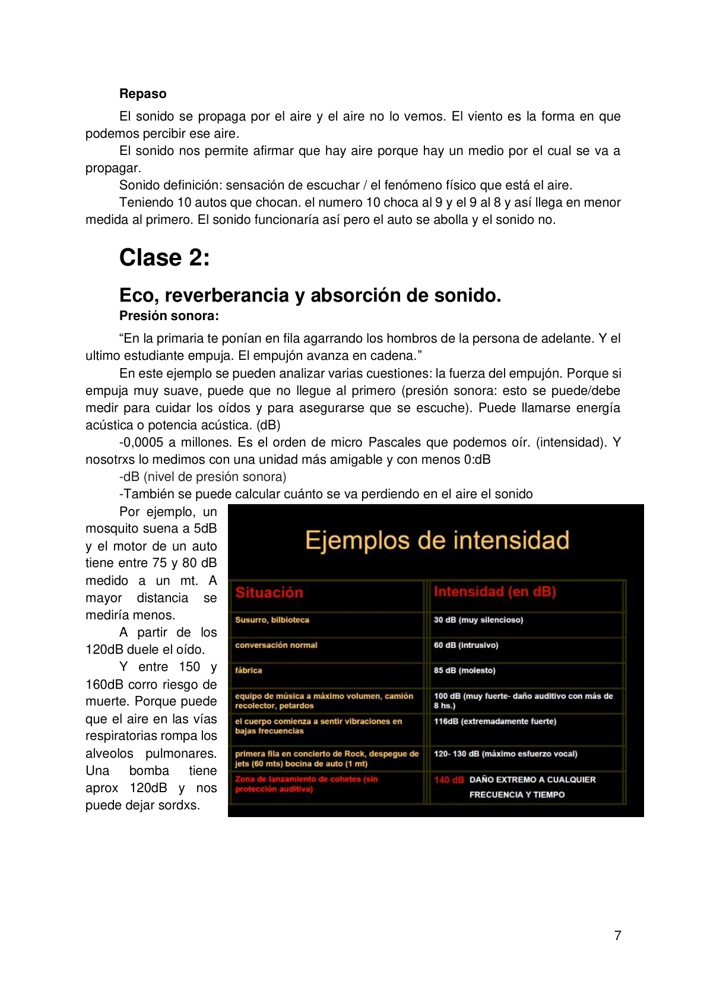 Repaso
El sonido se propaga por el aire y el aire no lo vemos. El viento es la forma en que
podemos percibir ese aire.
El sonido nos permite afirmar que hay aire porque hay un medio por el cual se va a
propagar.
Sonido definición: sensación de escuchar / el fenómeno físico que está el aire.
Teniendo 10 autos que chocan. el numero 10 choca al 9 y el 9 al 8 y así llega en menor
medida al primero. El sonido funcionaría así pero el auto se abolla y el sonido no.
Clase 2:
Eco, reverberancia y absorción de sonido.
Presión sonora:
“En la primaria te ponían en fila agarrando los hombros de la persona de adelante. Y el
ultimo estudiante empuja. El empujón avanza en cadena.”
En este ejemplo se pueden analizar varias cuestiones: la fuerza del empujón. Porque si
empuja muy suave, puede que no llegue al primero (presión sonora: esto se puede/debe
medir para cuidar los oídos y para asegurarse que se escuche). Puede llamarse energía
acústica o potencia acústica. (dB)
-0,0005 a millones. Es el orden de micro Pascales que podemos oír. (intensidad). Y
nosotrxs lo medimos con una unidad más amigable y con menos 0:dB
-dB (nivel de presión sonora)
-También se puede calcular cuánto se va perdiendo en el aire el sonido
Por ejemplo, un
mosquito suena a 5dB
y el motor de un auto
tiene entre 75 y 80 dB
medido a un mt. A
mayor distancia se
mediría menos.
A partir de los
120dB duele el oído.
Y entre 150 y
160dB corro riesgo de
muerte. Porque puede
que el aire en las vías
respiratorias rompa los
alveolos pulmonares.
Una bomba tiene
aprox 120dB y nos
puede dejar sordxs.
Ejemplos de intensidad
Situación Intensidad (en dB)
Susurro, bilbioteca 30 dB (muy silencioso)
conversación normal 60 dB (intrusivo)
fábrica 85 dB (molesto)
equipo de música a máximo volumen, camión 100 dB (muy fuerte- daño auditivo con más de
recolector, petardos 8 hs.)
el cuerpo comienza a sentir vibraciones en 116dB (extremadamente fuerte)
bajas frecuencias
primera fila en concierto de Rock, despegue de 120- 130 dB (máximo esfuerzo vocal)
jets (60 mts) bocina de auto (1 mt)
Zona de lanzamiento de cohetes (sin 140 dB DAÑO EXTREMO A CUALQUIER
protección auditiva) FRECUENCIA Y TIEMPO
7